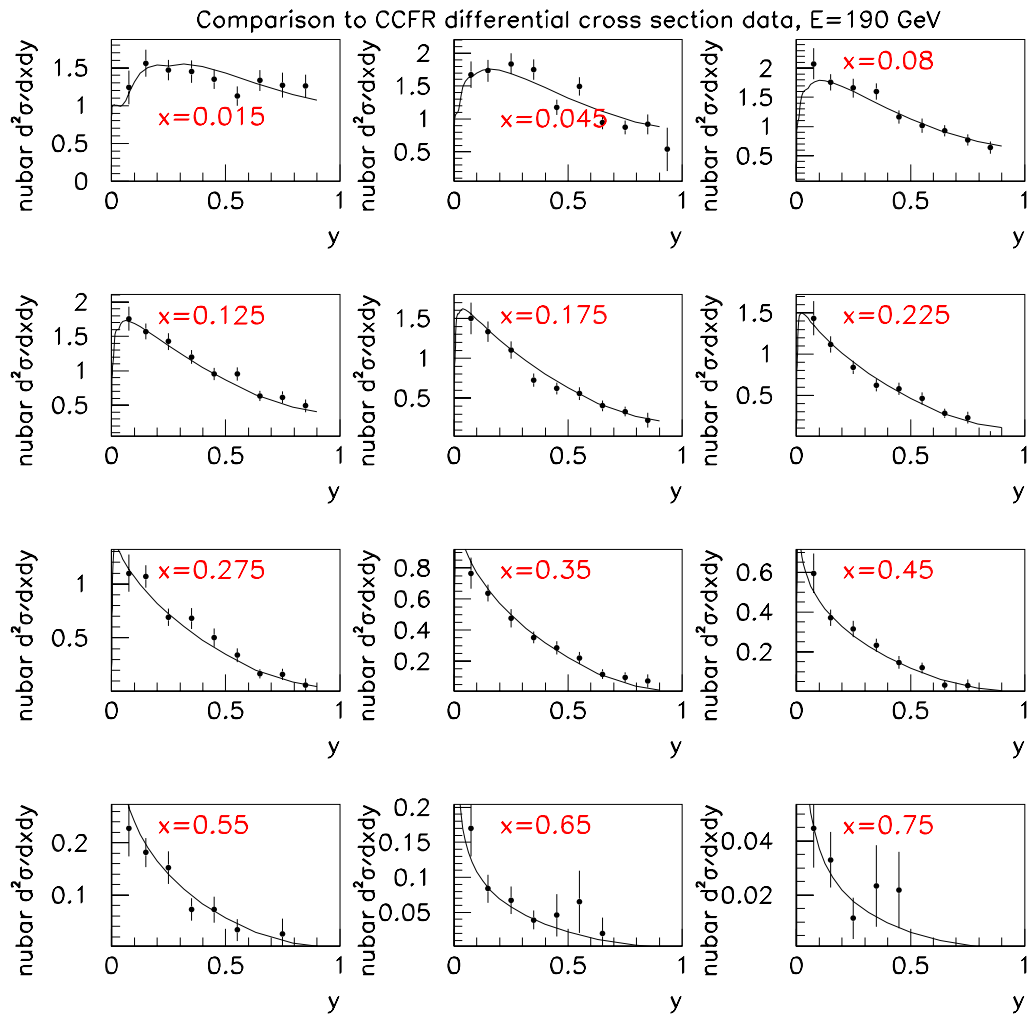 Comparison to CCFR differential cross section data, E=190 GeV
nubar d²σ/dxdy
1.5
1
0.5
0
x=0.015
0 0.5 1
y
nubar d²σ/dxdy
2
1.5
1
0.5
x=0.045
0 0.5 1
y
nubar d²σ/dxdy
2
1.5
1
0.5
x=0.08
0 0.5 1
y
nubar d²σ/dxdy
2
1.5
1
0.5
x=0.125
0 0.5 1
y
nubar d²σ/dxdy
1.5
1
0.5
x=0.175
0 0.5 1
y
nubar d²σ/dxdy
1.5
1
0.5
x=0.225
0 0.5 1
y
nubar d²σ/dxdy
1
0.5
x=0.275
0 0.5 1
y
nubar d²σ/dxdy
0.8
0.6
0.4
0.2
x=0.35
0 0.5 1
y
nubar d²σ/dxdy
0.6
0.4
0.2
x=0.45
0 0.5 1
y
nubar d²σ/dxdy
0.2
0.1
x=0.55
0 0.5 1
y
nubar d²σ/dxdy
0.2
0.15
0.1
0.05
x=0.65
0 0.5 1
y
nubar d²σ/dxdy
0.04
0.02
x=0.75
0 0.5 1
y